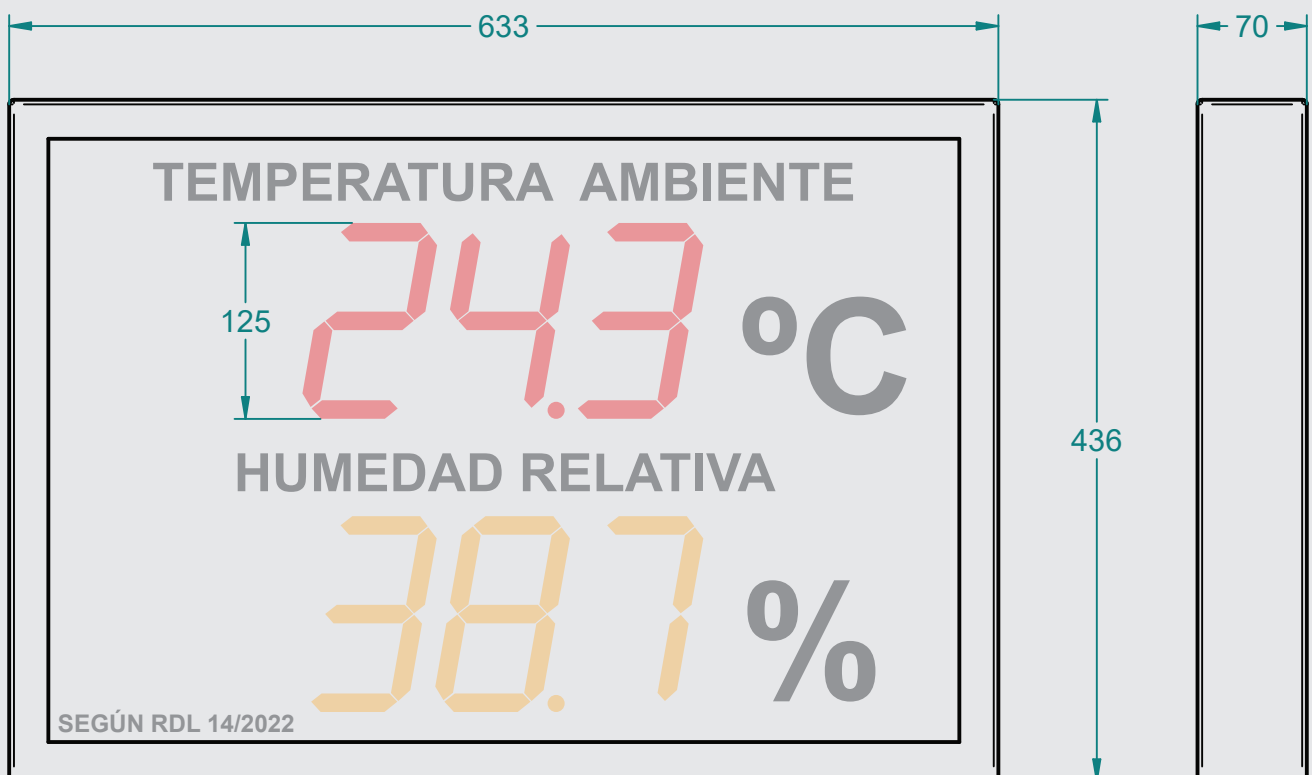 633
70
TEMPERATURA AMBIENTE
125
24.3 ºC
436
HUMEDAD RELATIVA
38.7 %
SEGÚN RDL 14/2022